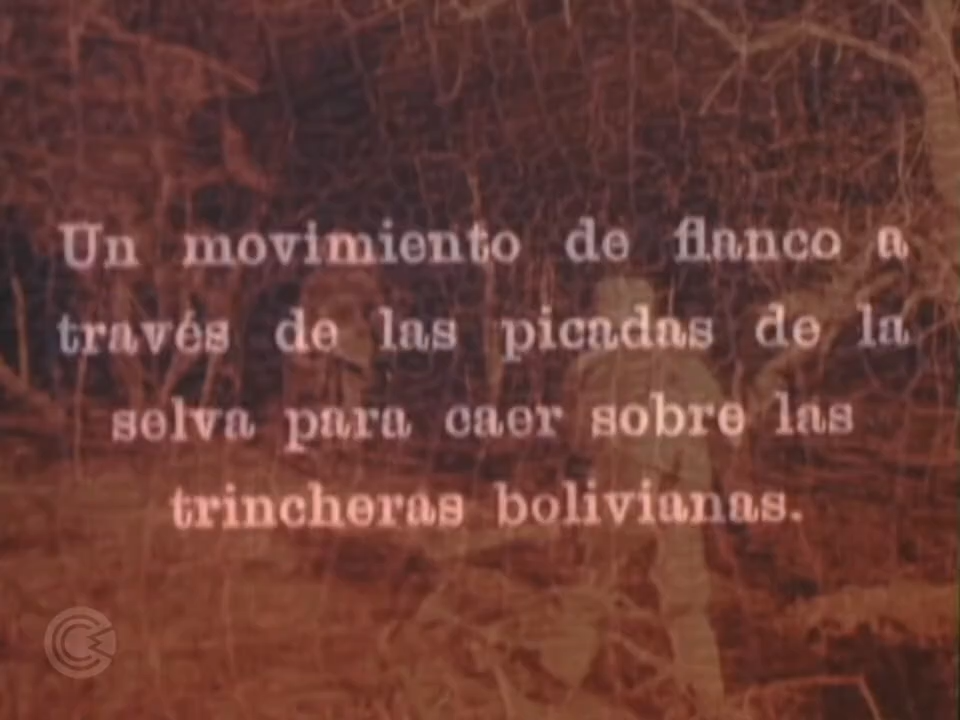 Un movimiento de flanco a
través de las picadas de la
selva para caer sobre las
trincheras bolivianas.